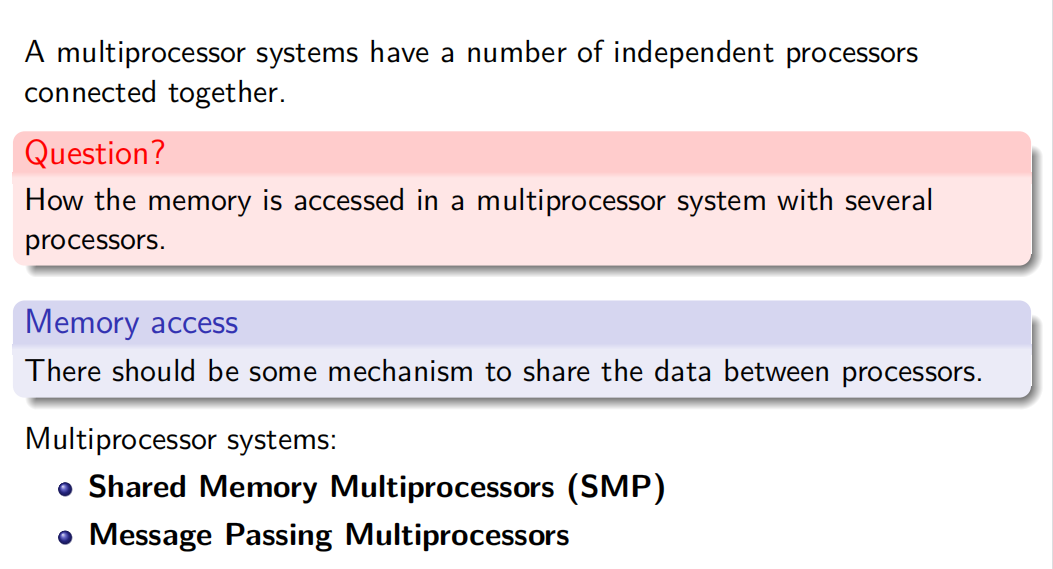 A multiprocessor systems have a number of independent processors
connected together.
Question?
How the memory is accessed in a multiprocessor system with several
processors.
Memory access
There should be some mechanism to share the data between processors.
Multiprocessor systems:
Shared Memory Multiprocessors (SMP)
Message Passing Multiprocessors